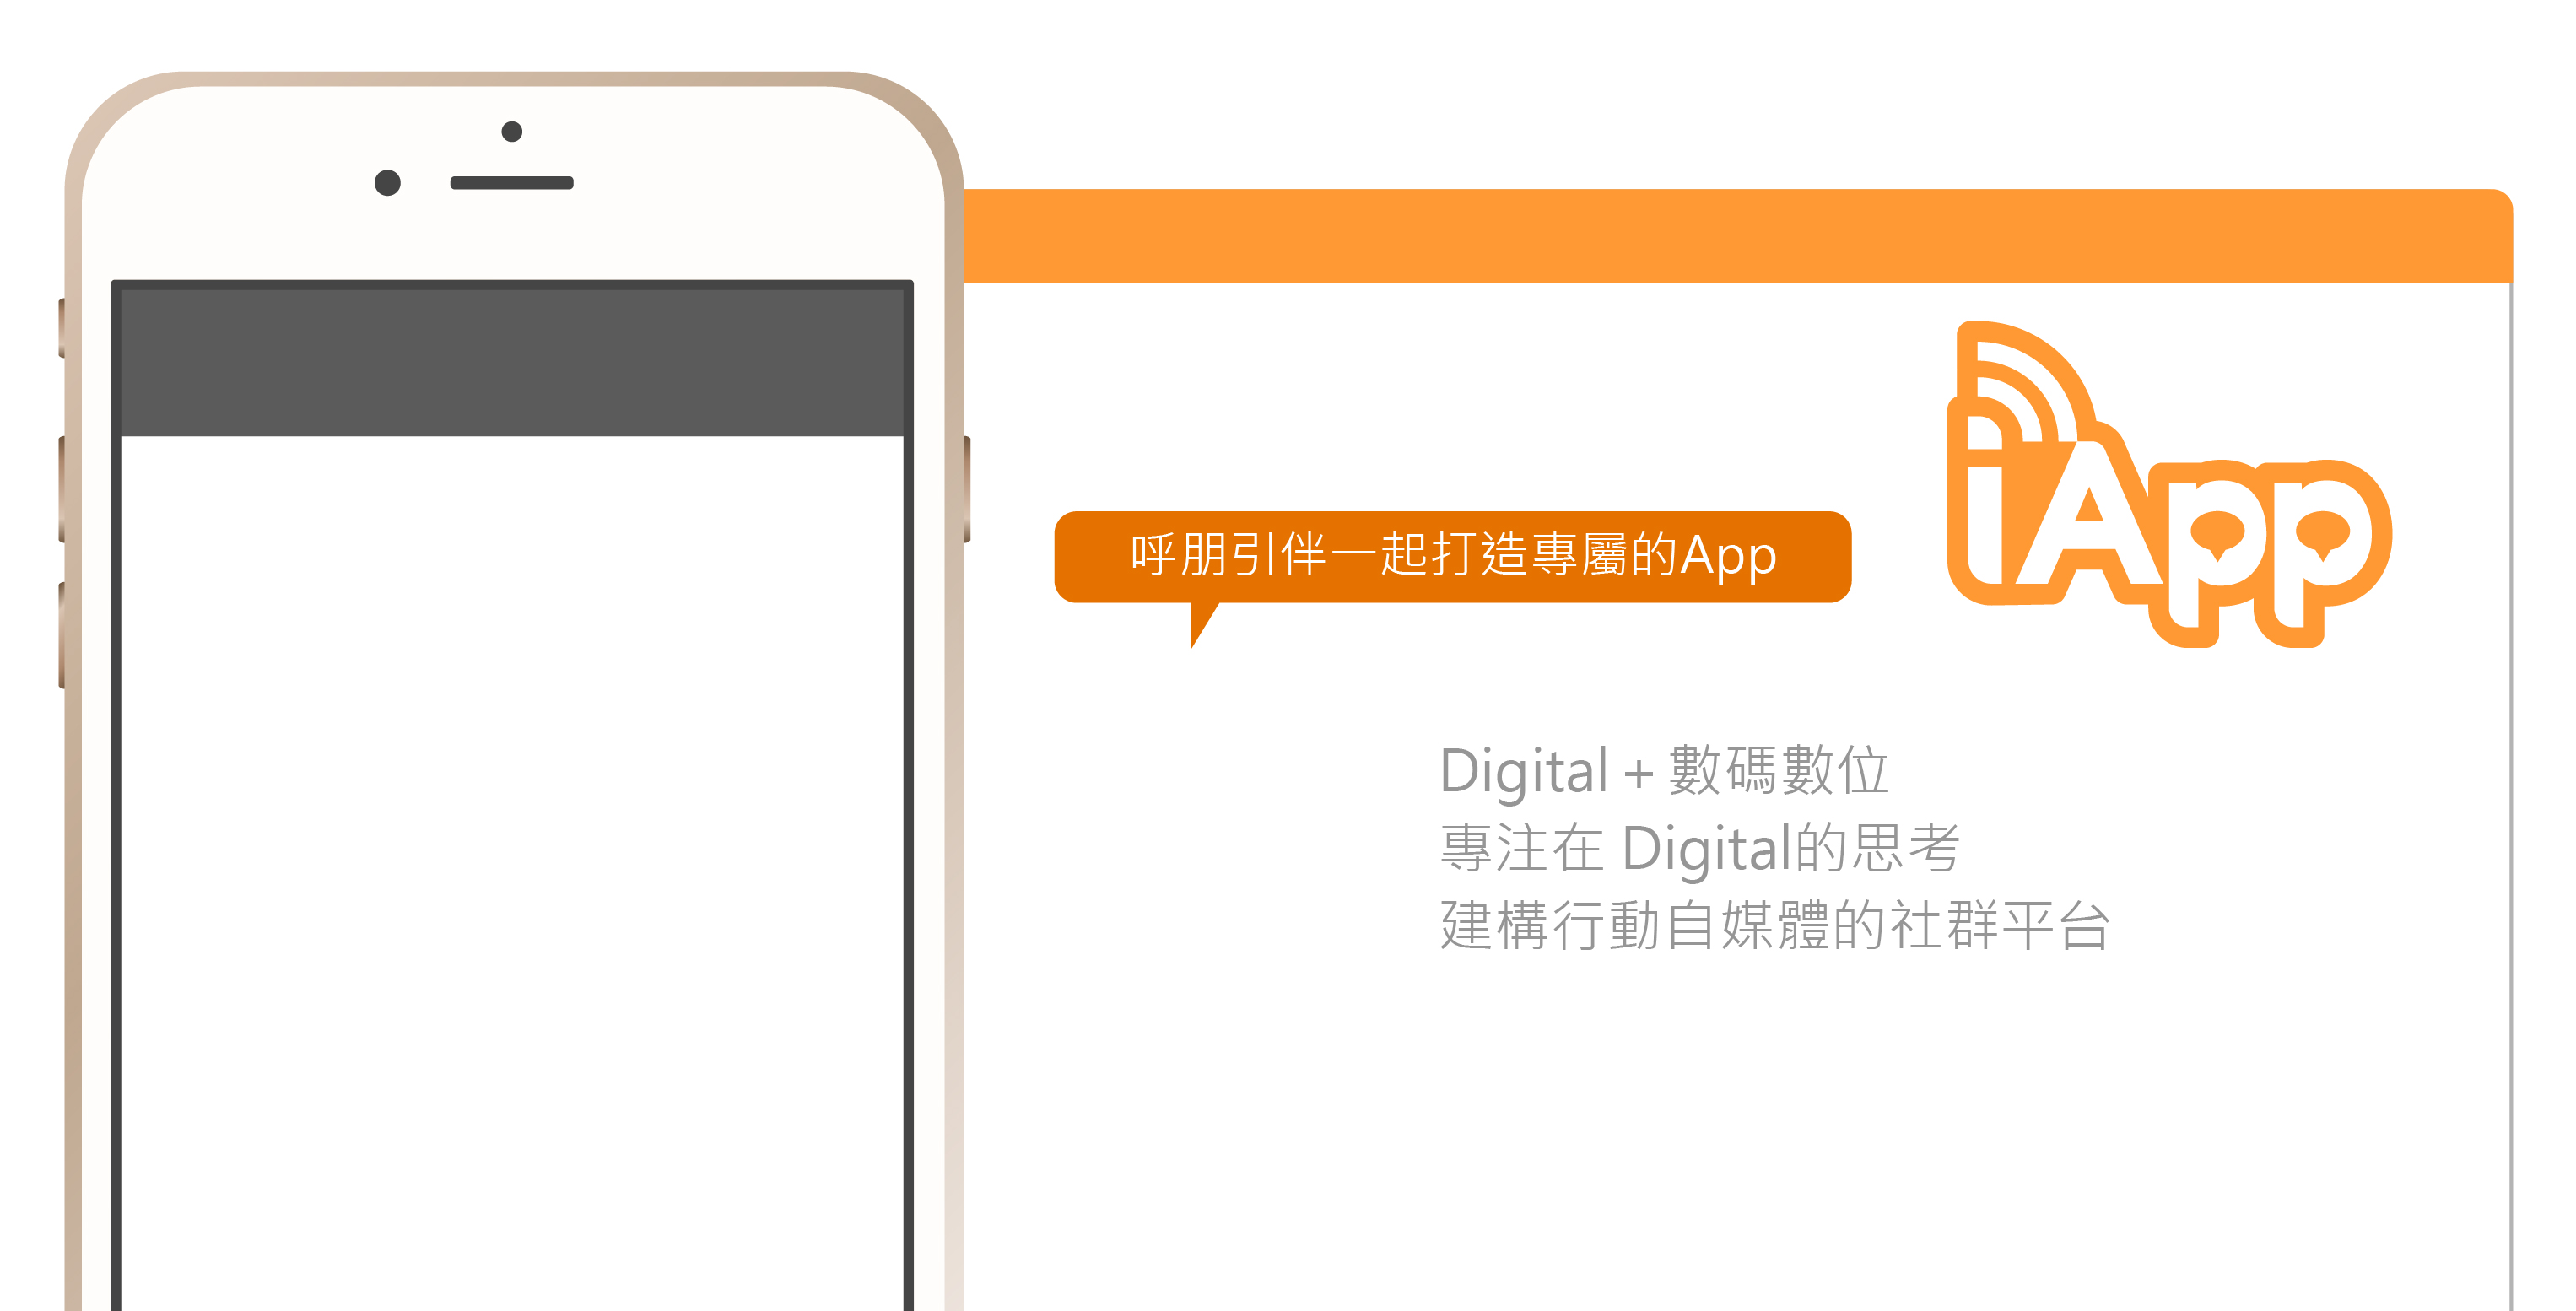 iApp
呼朋引伴一起打造專屬的App
Digital + 數碼數位
專注在 Digital的思考
建構行動自媒體的社群平台